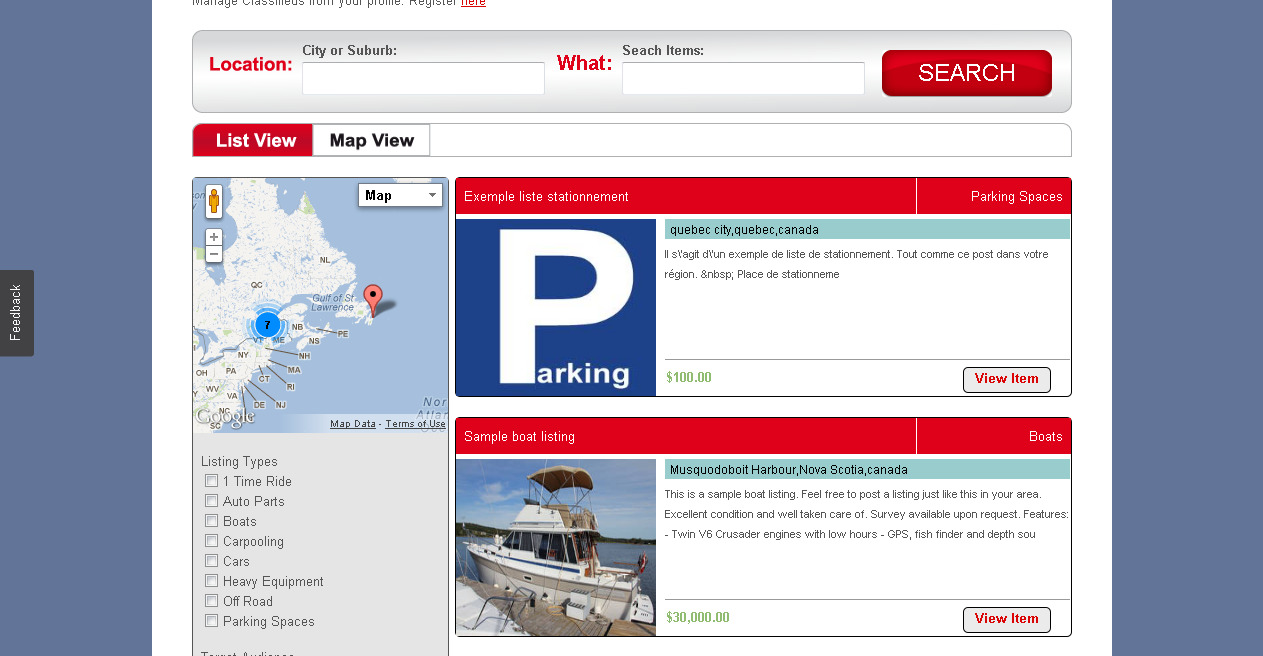 Manage Classifieds from your profile. Register here
City or Suburb:
Seach Items:
Location:
What:
SEARCH
List View
Map View
Map
NL
QC
Gulf of St
Lawrence
7
NB
PE
VT
ME
NS
NY
NH
MA
OH
PA
CT
RI
WV
VA
DE
NJ
NC
SC
Google
Nor
Atlan
Map Data - Terms of Use
Listing Types
1 Time Ride
Auto Parts
Boats
Carpooling
Cars
Heavy Equipment
Off Road
Parking Spaces
Target Audience
Feedback
Exemple liste stationnement
Parking Spaces
Parking
quebec city,quebec,canada
Il s\'agit d\'un exemple de liste de stationnement. Tout comme ce post dans votre
région. &nbsp; Place de stationneme
$100.00
View Item
Sample boat listing
Boats
Musquodoboit Harbour,Nova Scotia,canada
This is a sample boat listing. Feel free to post a listing just like this in your area.
Excellent condition and well taken care of. Survey available upon request. Features:
- Twin V6 Crusader engines with low hours - GPS, fish finder and depth sou
$30,000.00
View Item